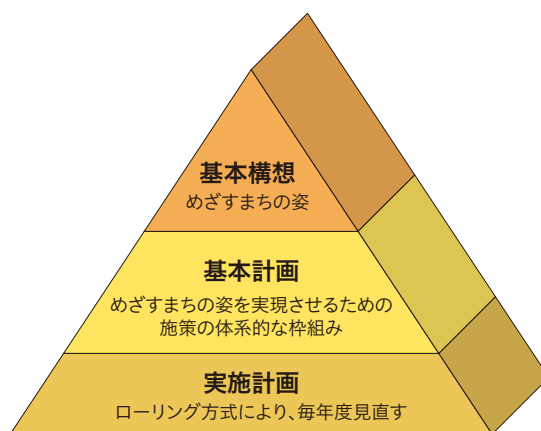 基本構想
めざすまちの姿
基本計画
めざすまちの姿を実現させるための
施策の体系的な枠組み
実施計画
ローリング方式により、毎年度見直す